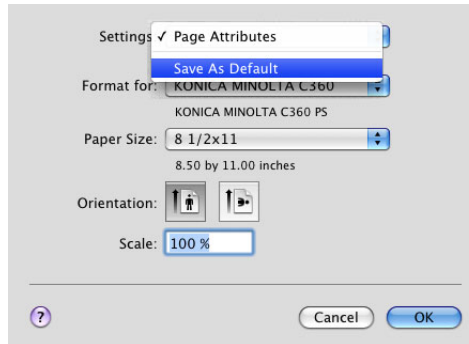 Settings ✓ Page Attributes
Save As Default
Format for: KONICA MINOLTA C360
KONICA MINOLTA C360 PS
Paper Size: 8 1/2x11
8.50 by 11.00 inches
Orientation:
Scale: 100 %
? Cancel OK